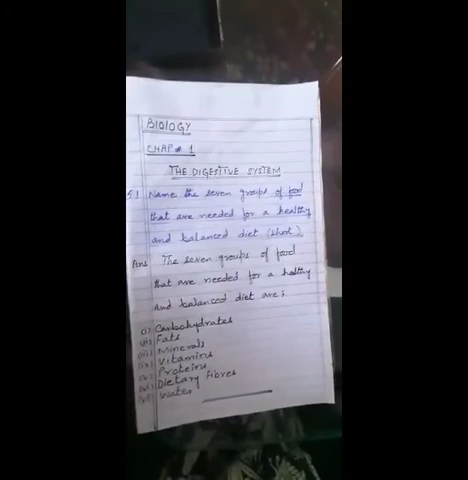 BIOLOGY
CHAP # 1
THE DIGESTIVE SYSTEM
Q.1 Name the seven groups of food
that are needed for a healthy
and balanced diet (short).
Ans The seven groups of food
that are needed for a healthy
and balanced diet are;
(i) Carbohydrates
(ii) Fats
(iii) Minerals
(iv) Vitamins
(v) Proteins
(vi) Dietary fibres
(vii) Water